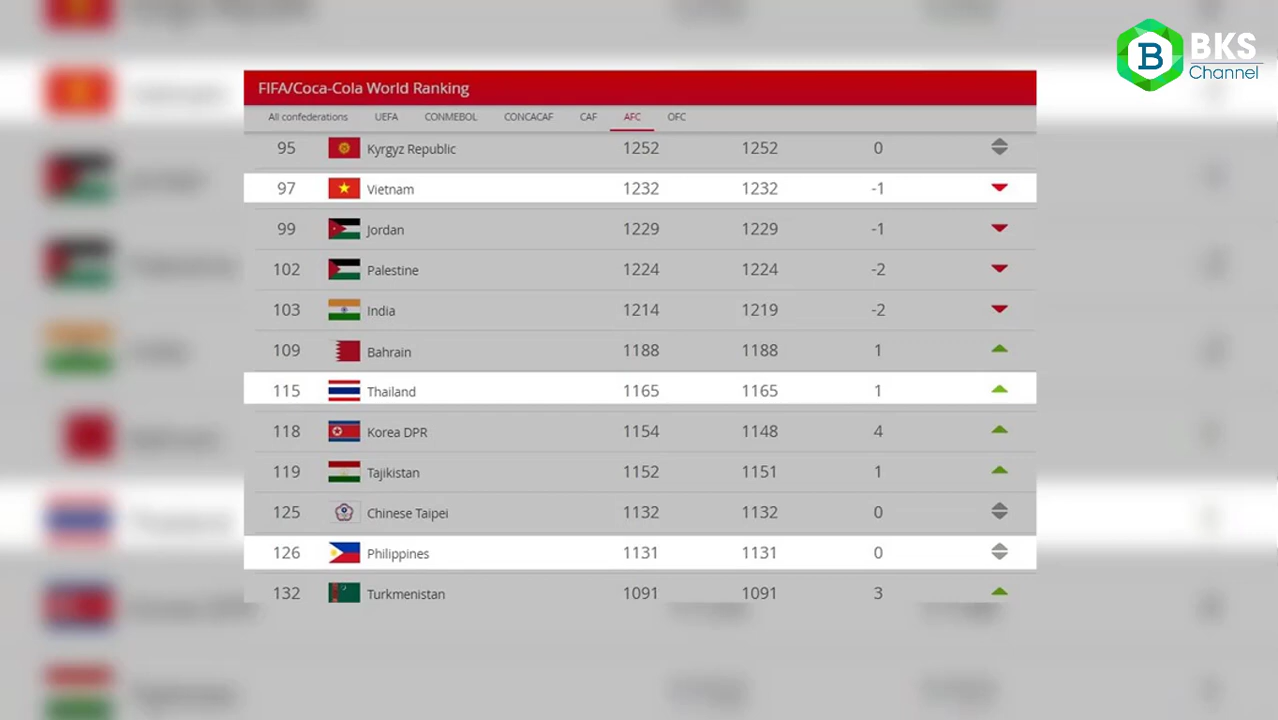 BKS
Channel
FIFA/Coca-Cola World Ranking
All confederations UEFA CONMEBOL CONCACAF CAF AFC OFC
95 Kyrgyz Republic 1252 1252 0
97 Vietnam 1232 1232 -1
99 Jordan 1229 1229 -1
102 Palestine 1224 1224 -2
103 India 1214 1219 -2
109 Bahrain 1188 1188 1
115 Thailand 1165 1165 1
118 Korea DPR 1154 1148 4
119 Tajikistan 1152 1151 1
125 Chinese Taipei 1132 1132 0
126 Philippines 1131 1131 0
132 Turkmenistan 1091 1091 3